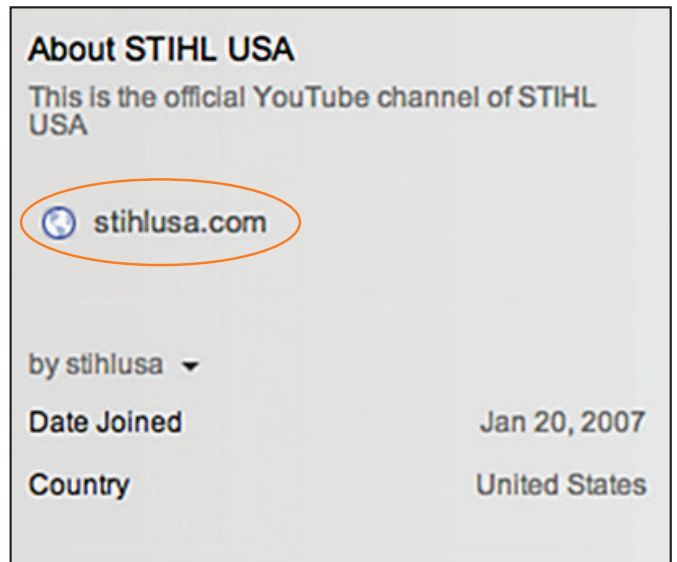 About STIHL USA
This is the official YouTube channel of STIHL
USA
stihlusa.com
by stihlusa
Date Joined Jan 20, 2007
Country United States